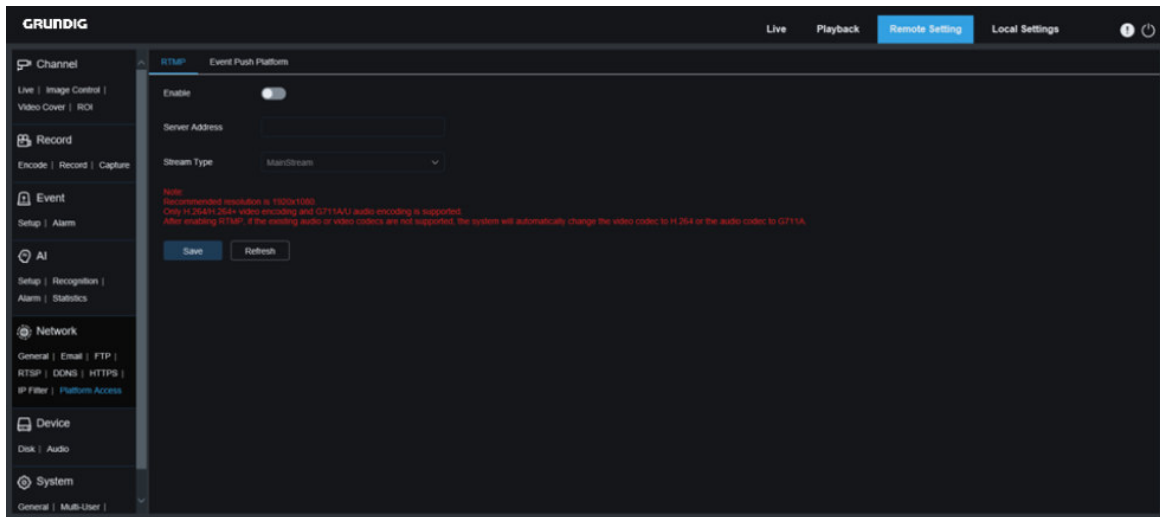 GRUNDIG
Live Playback Remote Setting Local Settings
Channel
Live | Image Control |
Video Cover | ROI
Record
Encode | Record | Capture
Event
Setup | Alarm
AI
Setup | Recognition |
Alarm | Statistics
Network
General | Email | FTP |
RTSP | DDNS | HTTPS |
IP Filter | Platform Access
Device
Disk | Audio
System
General | Multi-User |
RTMP Event Push Platform
Enable
Server Address
Stream Type MainStream
Note:
Recommended resolution is 1920x1080
Only H.264/H.264+ video encoding and G711A/U audio encoding is supported.
After enabling RTMP, if the existing audio or video codecs are not supported, the system will automatically change the video codec to H.264 or the audio codec to G711A.
Save Refresh